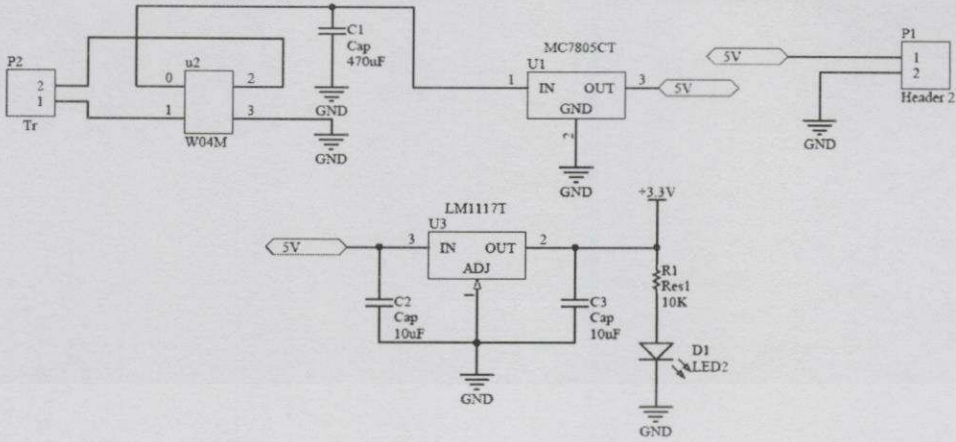 P2
2
1
Tr
u2
0
1
2
3
W04M
GND
C1
Cap
470uF
GND
MC7805CT
U1
1
IN
OUT
GND
3
2
5V
GND
5V
P1
1
2
Header 2
GND
5V
LM1117T
U3
3
IN
OUT
ADJ
2
1
C2
Cap
10uF
GND
C3
Cap
10uF
+3.3V
R1
Res1
10K
D1
LED2
GND